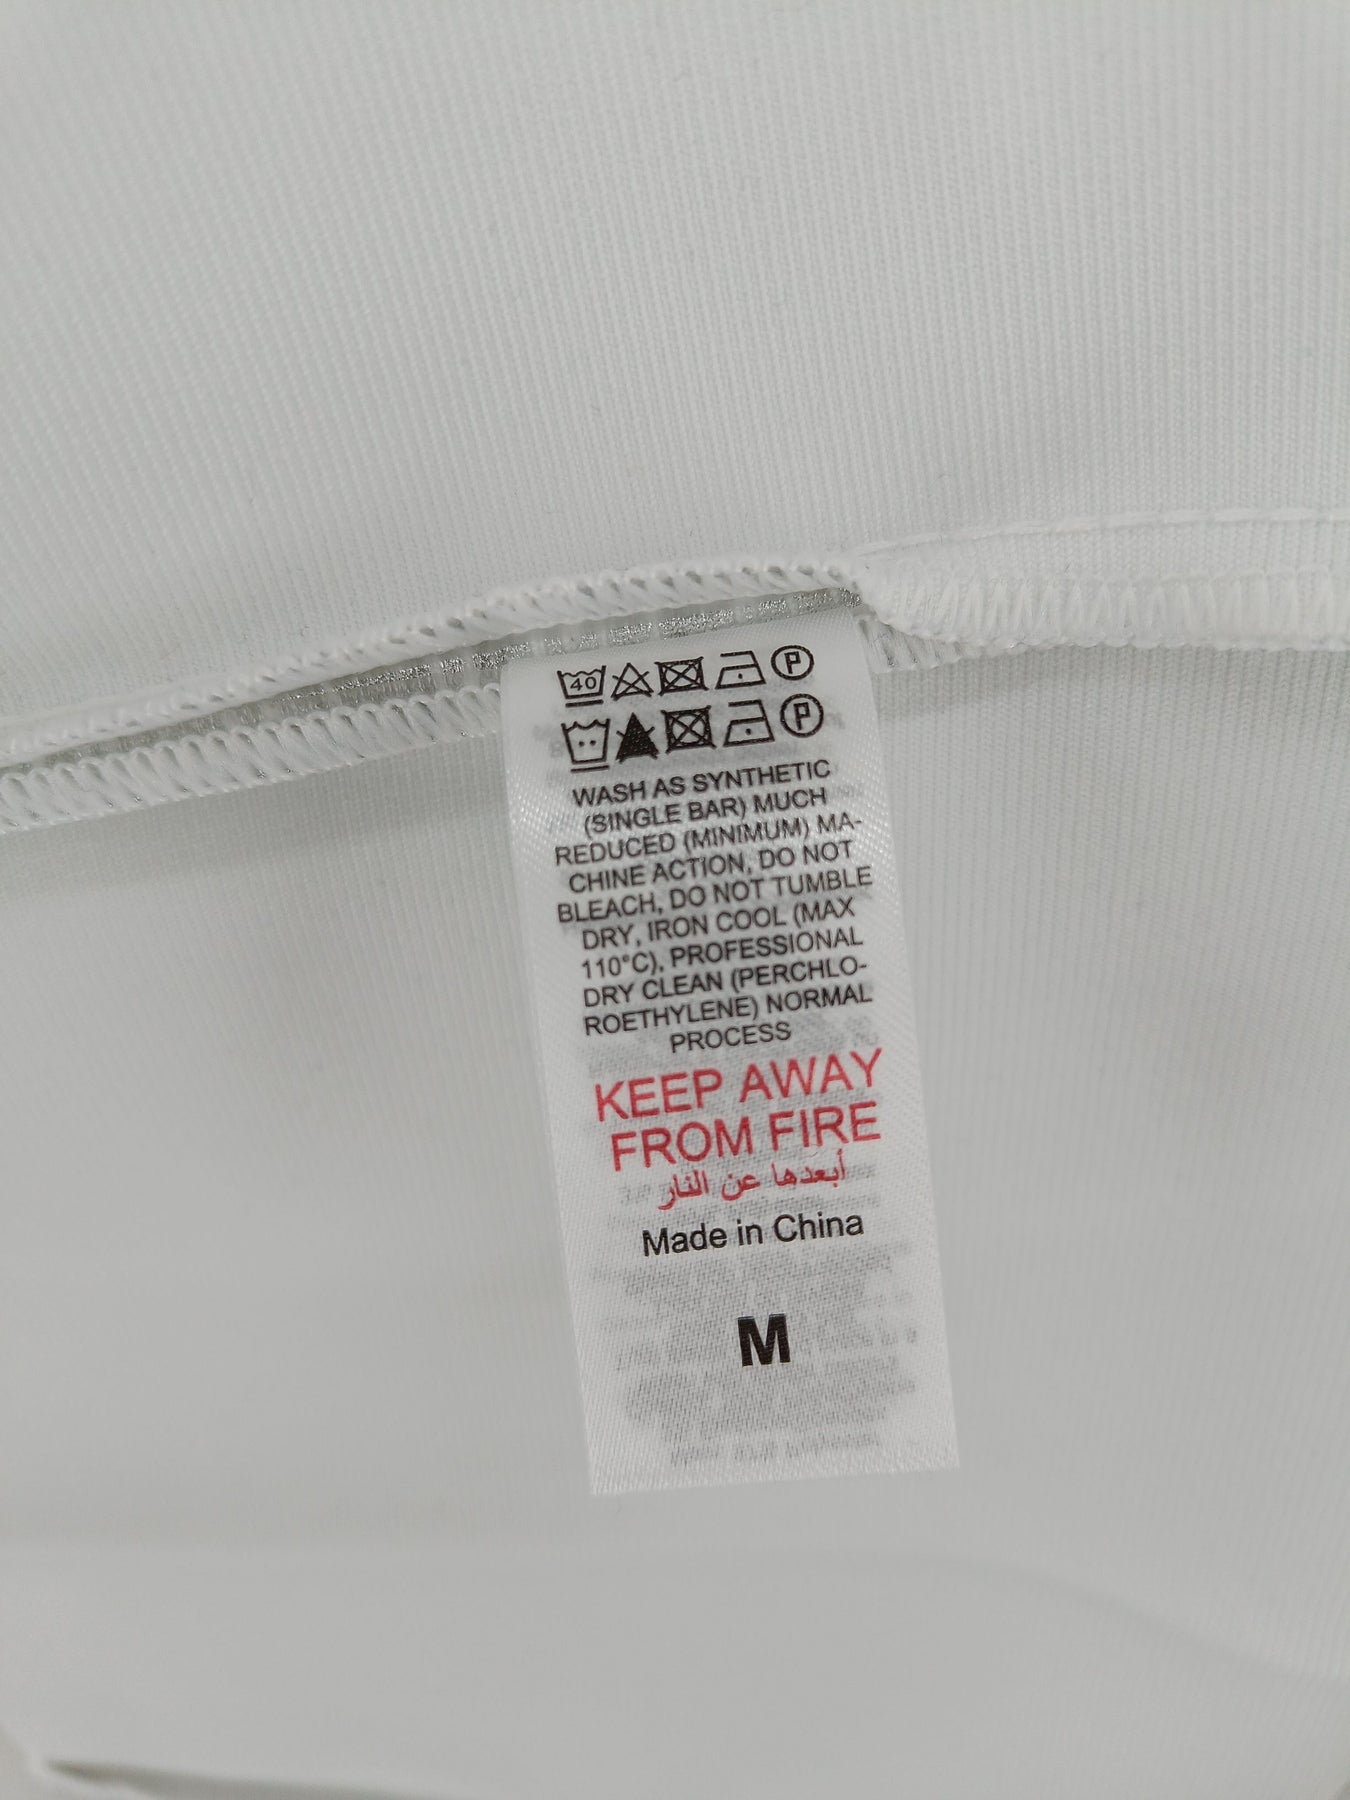 40 P
P
WASH AS SYNTHETIC
(SINGLE BAR) MUCH
REDUCED (MINIMUM) MA-
CHINE ACTION, DO NOT
BLEACH, DO NOT TUMBLE
DRY, IRON COOL (MAX
110°C), PROFESSIONAL
DRY CLEAN (PERCHLO-
ROETHYLENE) NORMAL
PROCESS
KEEP AWAY
FROM FIRE
أبعدها عن النار
Made in China
M